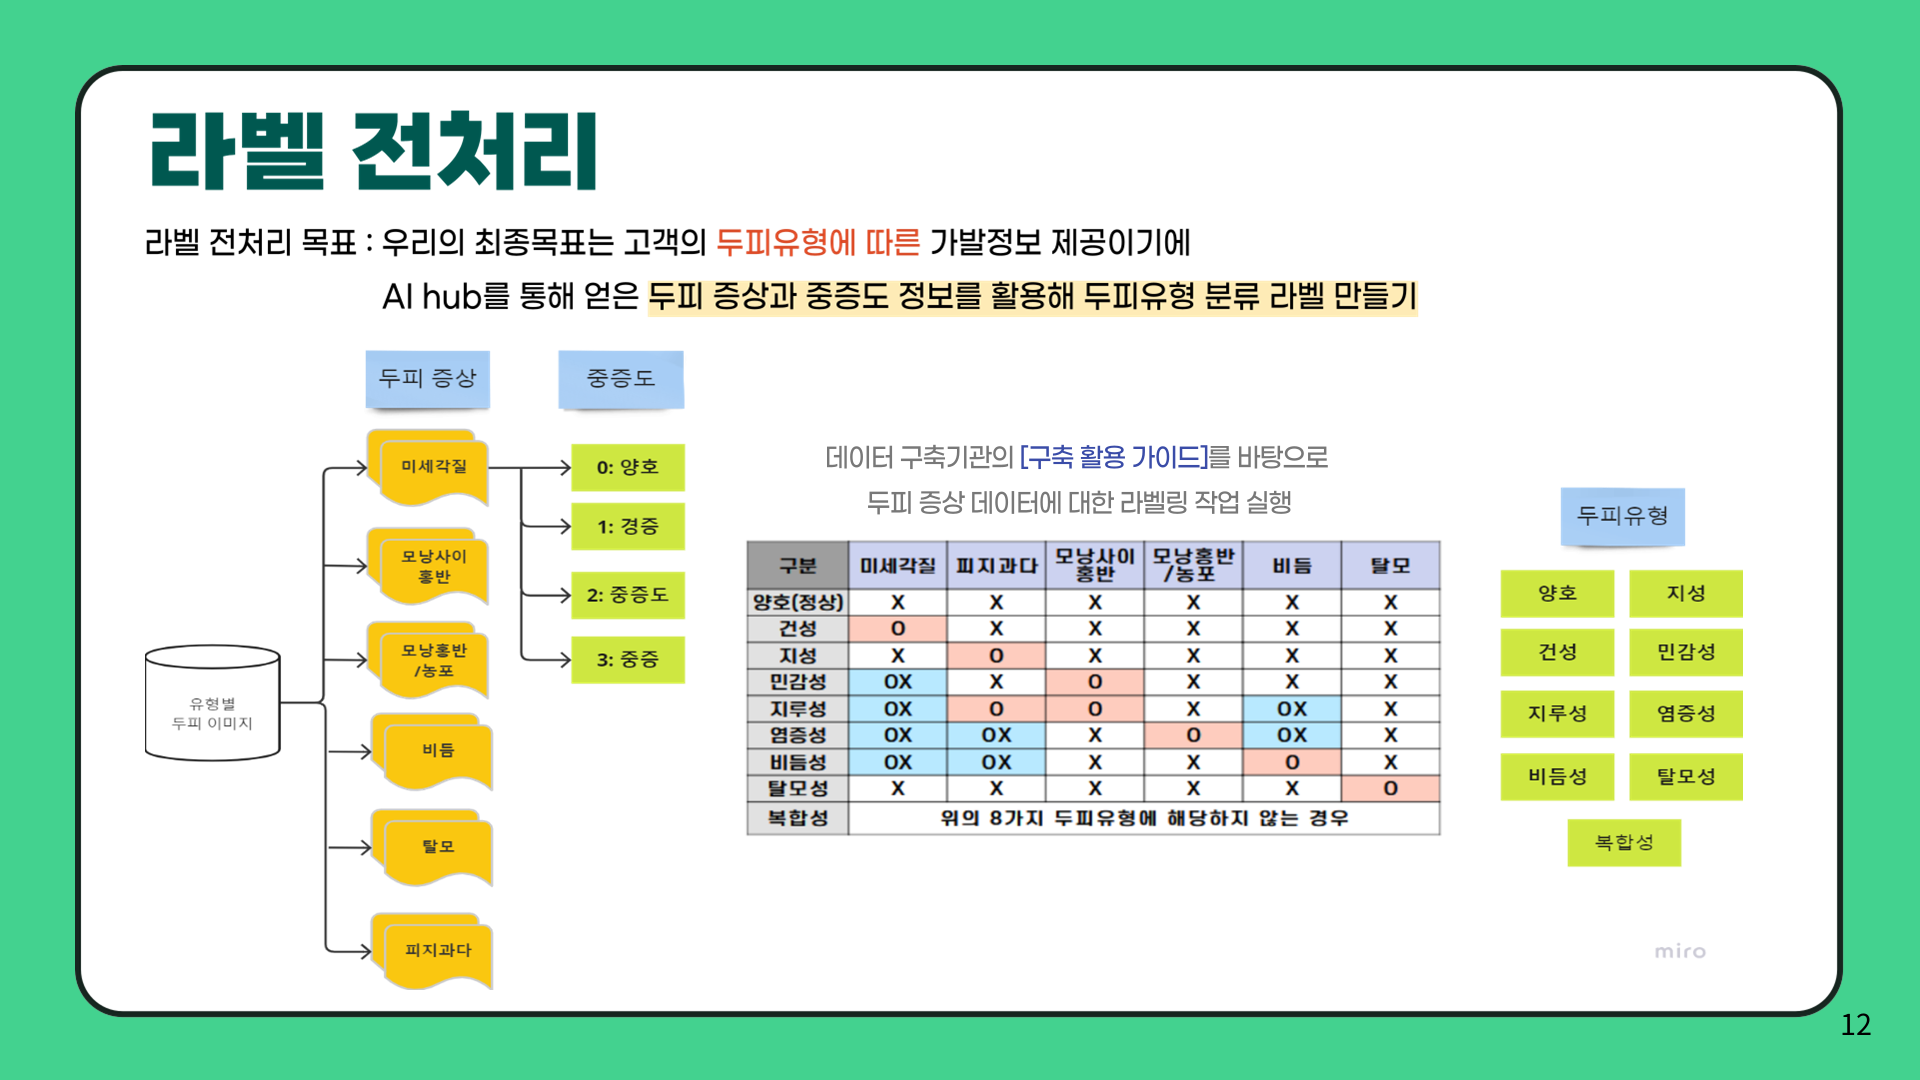 라벨 전처리
라벨 전처리 목표 : 우리의 최종목표는 고객의 두피유형에 따른 가발정보 제공이기에
AI hub를 통해 얻은 두피 증상과 중증도 정보를 활용해 두피유형 분류 라벨 만들기
두피 증상
중증도
유형별
두피 이미지
미세각질
모낭사이
홍반
모낭홍반
/농포
비듬
탈모
피지과다
0: 양호
1: 경증
2: 중증도
3: 중증
데이터 구축기관의 [구축 활용 가이드]를 바탕으로
두피 증상 데이터에 대한 라벨링 작업 실행
구분 미세각질 피지과다 모낭사이 홍반 모낭홍반 /농포 비듬 탈모
양호(정상) X X X X X X
건성 O X X X X X
지성 X O X X X X
민감성 OX X O X X X
지루성 OX O O X OX X
염증성 OX OX X O OX X
비듬성 OX OX X X O X
탈모성 X X X X X O
복합성 위의 8가지 두피유형에 해당하지 않는 경우
두피유형
양호 지성
건성 민감성
지루성 염증성
비듬성 탈모성
복합성
miro
12